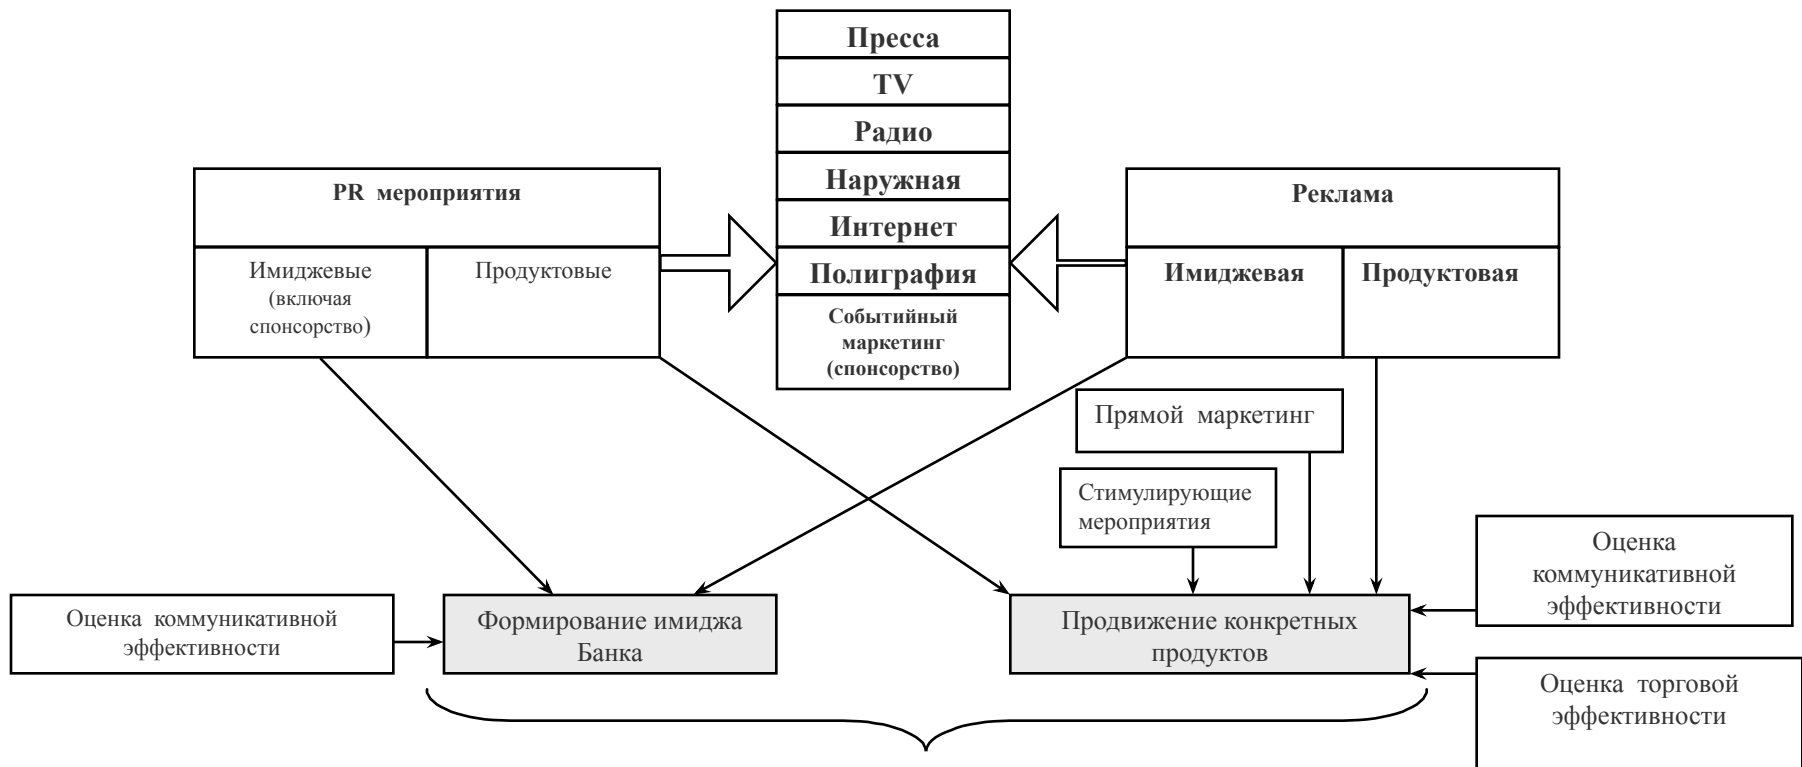 Пресса
TV
Радио
Наружная
Интернет
Полиграфия
Событийный
маркетинг
(спонсорство)
PR мероприятия
Имиджевые
(включая
спонсорство)
Продуктовые
Реклама
Имиджевая
Продуктовая
Прямой маркетинг
Стимулирующие
мероприятия
Оценка коммуникативной
эффективности
Формирование имиджа
Банка
Продвижение конкретных
продуктов
Оценка
коммуникативной
эффективности
Оценка торговой
эффективности